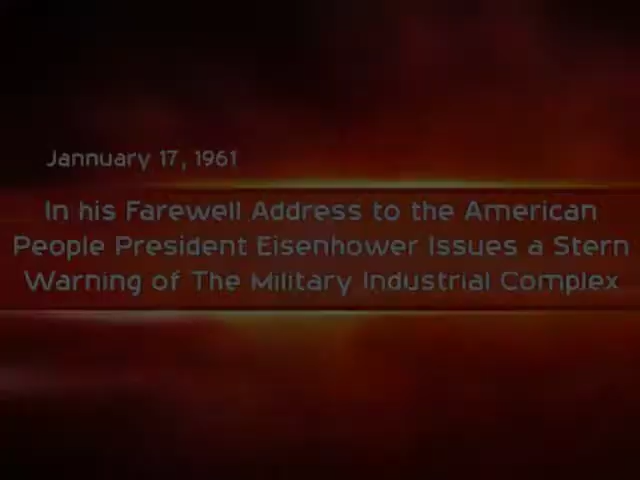 Jannuary 17, 1961
In his Farewell Address to the American
People President Eisenhower Issues a Stern
Warning of The Military Industrial Complex